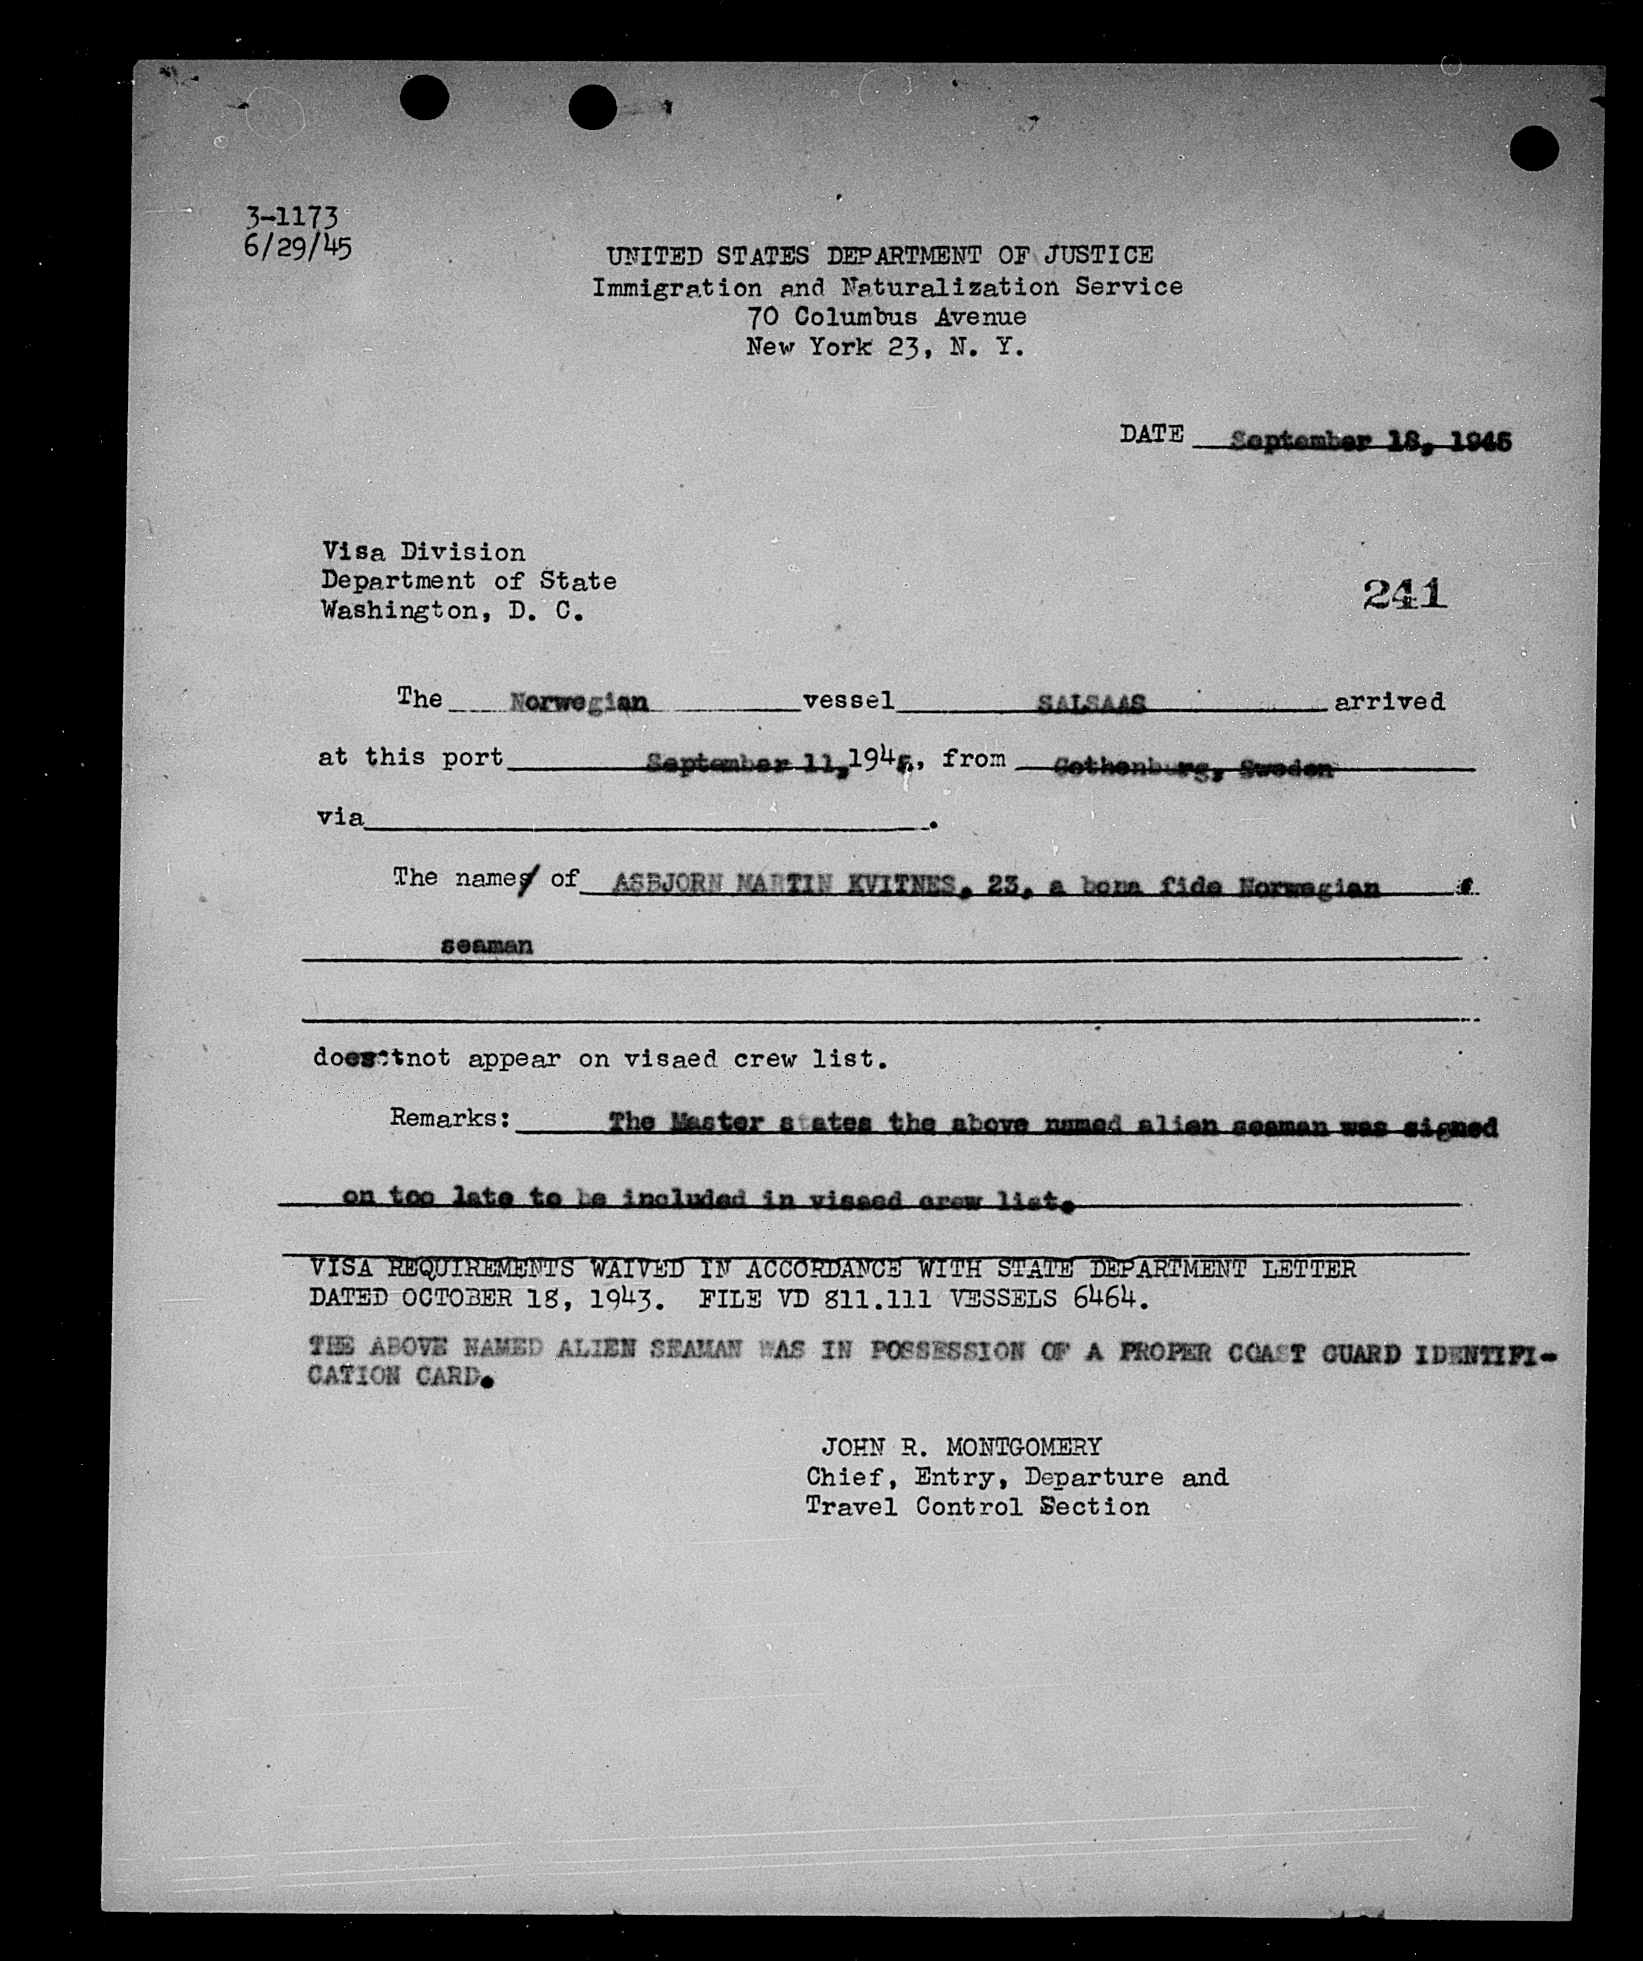 3-1173
6/29/45
UNITED STATES DEPARTMENT OF JUSTICE
Immigration and Naturalization Service
70 Columbus Avenue
New York 23, N. Y.
DATE September 18, 1945
Visa Division
Department of State
Washington, D. C.
241
The Norwegian vessel SALSAAS arrived
at this port September 11, 1945, from Gothenburg, Sweden
via .
The names of ASBJORN MARTIN KVITNES, 23, a bona fide Norwegian
seaman
does not appear on visaed crew list.
Remarks: The Master states the above named alien seaman was signed
on too late to be included in visaed crew list.
VISA REQUIREMENTS WAIVED IN ACCORDANCE WITH STATE DEPARTMENT LETTER
DATED OCTOBER 18, 1943. FILE VD 811.111 VESSELS 6464.
THE ABOVE NAMED ALIEN SEAMAN WAS IN POSSESSION OF A PROPER COAST GUARD IDENTIFI-
CATION CARD.
JOHN R. MONTGOMERY
Chief, Entry, Departure and
Travel Control Section